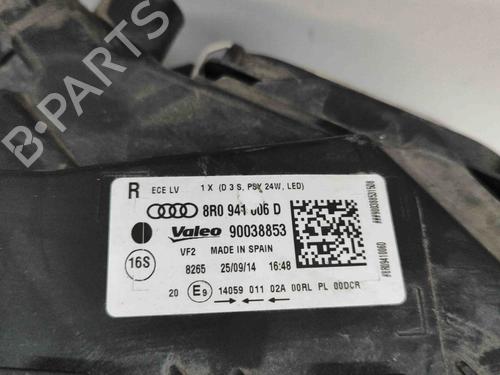 B-PARTS
R ECE LV 1 X (D 3 S, PSY 24W, LED)
8R0 941 006 D
Valeo 90038853
VF2 MADE IN SPAIN
16S
8265 25/09/14 16:48
20 E9 14059 011 02A 00RL PL 00DCR